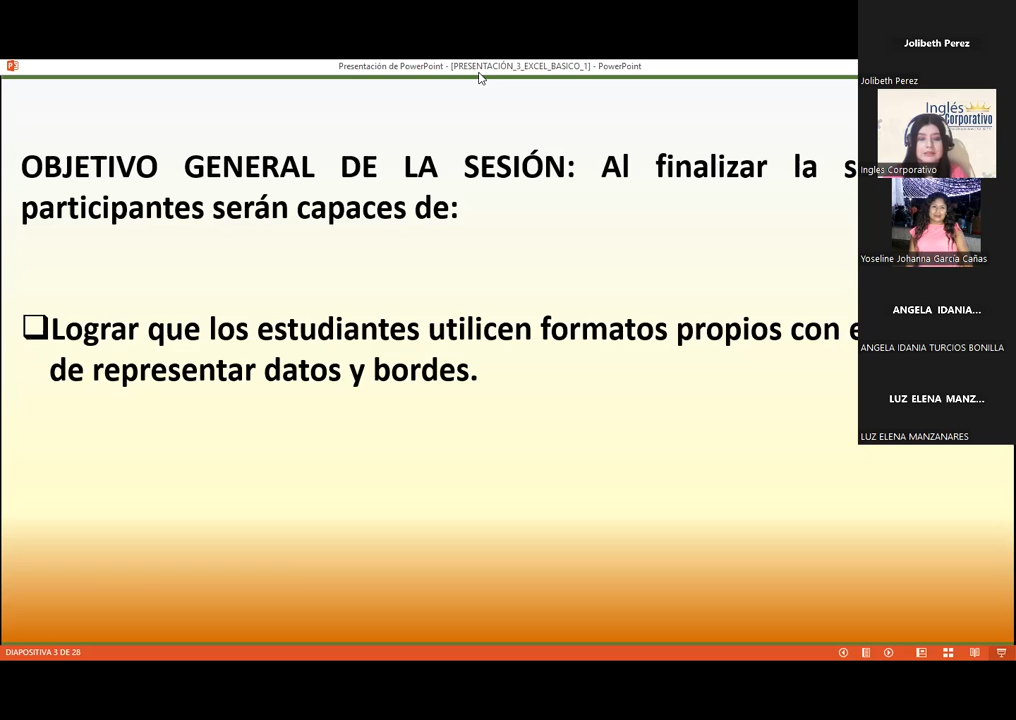 Jolibeth Perez
Presentación de PowerPoint - [PRESENTACIÓN_3_EXCEL_BASICO_1] - PowerPoint
Jolibeth Perez
Inglés
Corporativo
Inglés Corporativo
OBJETIVO GENERAL DE LA SESIÓN: Al finalizar la s
participantes serán capaces de:
Yoseline Johanna García Cañas
ANGELA IDANIA...
Lograr que los estudiantes utilicen formatos propios con e
ANGELA IDANIA TURCIOS BONILLA
de representar datos y bordes.
LUZ ELENA MANZ...
LUZ ELENA MANZANARES
DIAPOSITIVA 3 DE 28